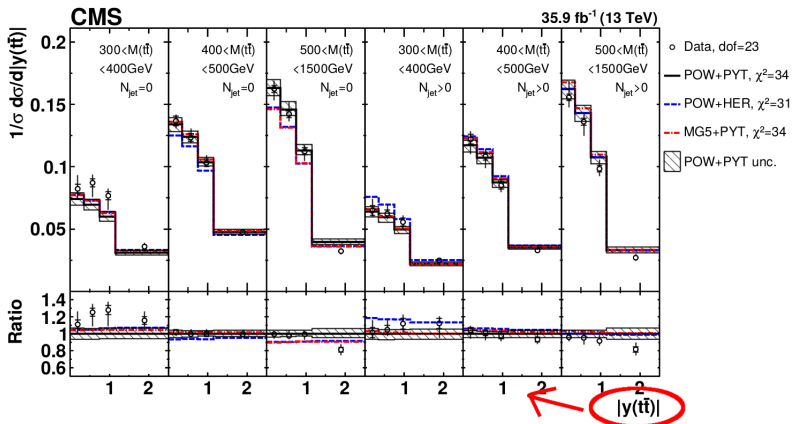 CMS
35.9 fb⁻¹ (13 TeV)
1/σ dσ/d|y(tt̄)|
0.2
0.15
0.1
0.05
300<M(tt̄)
<400GeV
N_jet=0
400<M(tt̄)
<500GeV
N_jet=0
500<M(tt̄)
<1500GeV
N_jet=0
300<M(tt̄)
<400GeV
N_jet>0
400<M(tt̄)
<500GeV
N_jet>0
500<M(tt̄)
<1500GeV
N_jet>0
Data, dof=23
POW+PYT, χ²=34
POW+HER, χ²=31
MG5+PYT, χ²=34
POW+PYT unc.
Ratio
1.4
1.2
1.0
0.8
0.6
1 2 1 2 1 2 1 2 1 2 1 2
|y(tt̄)|